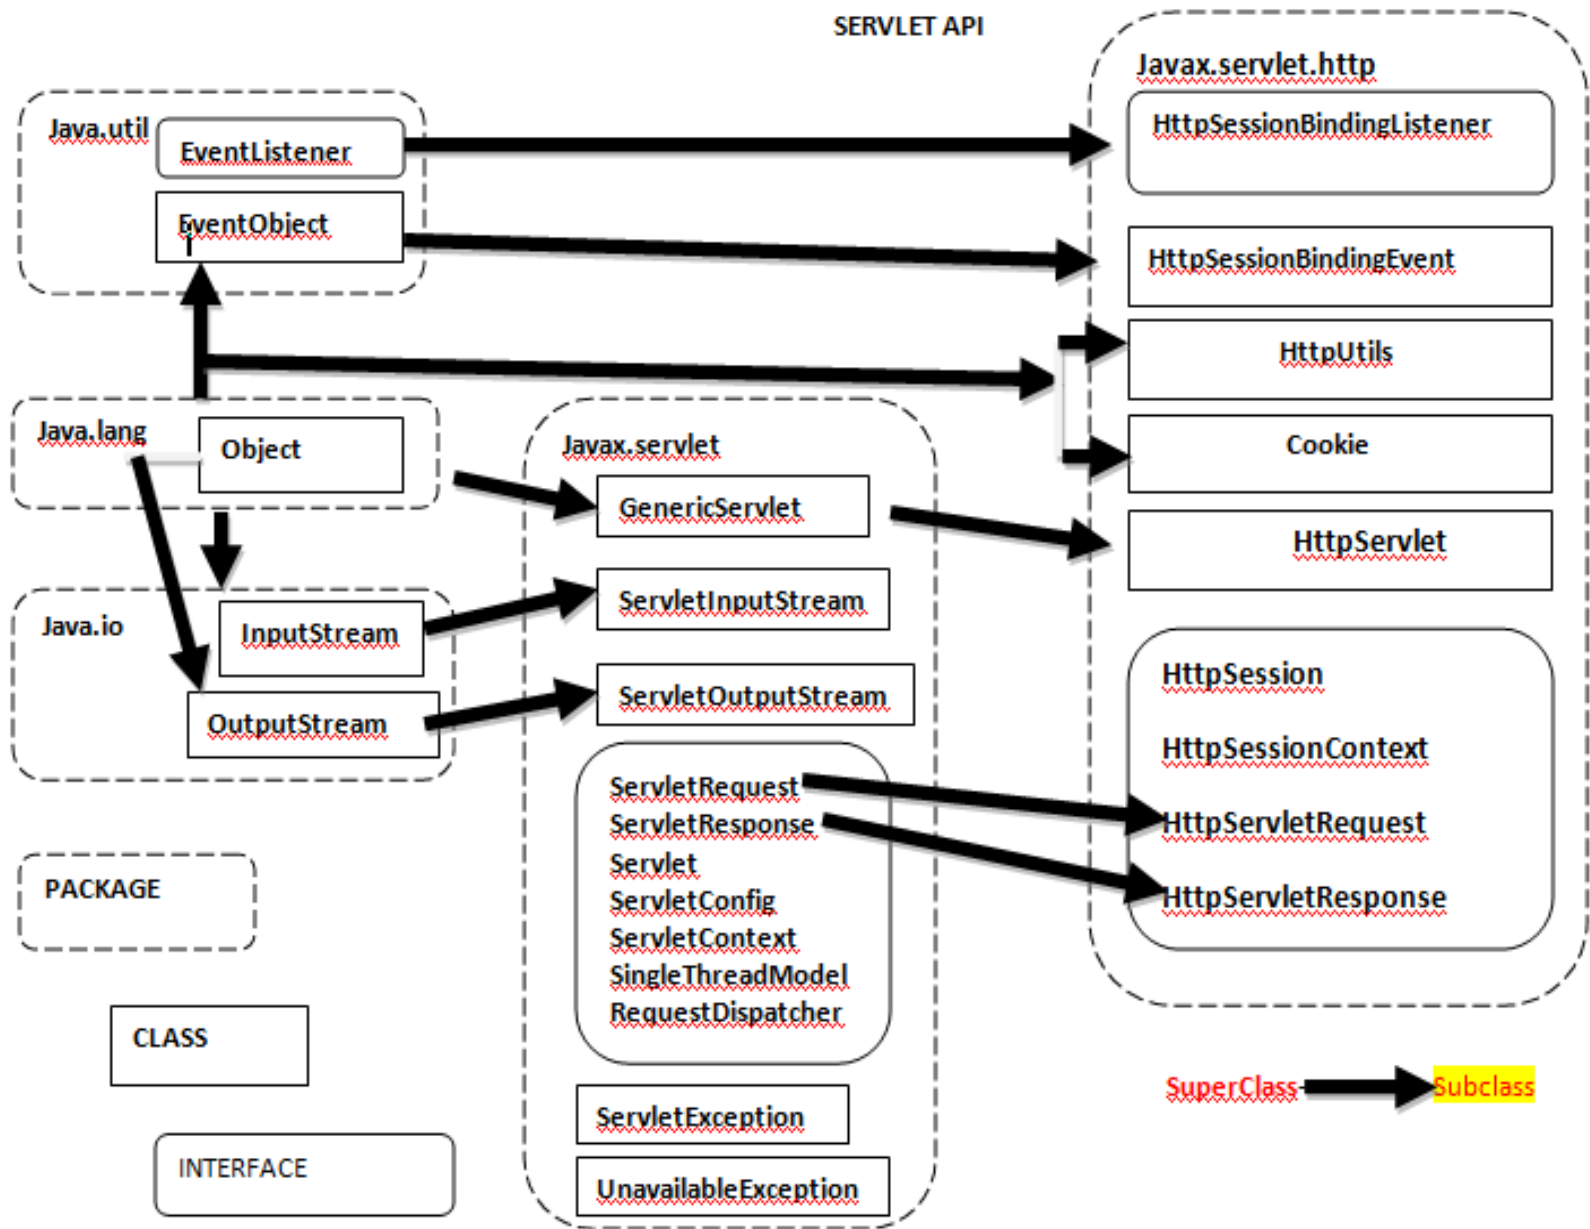 SERVLET API
Java.util
EventListener
EventObject
Java.lang
Object
Java.io
InputStream
OutputStream
PACKAGE
CLASS
INTERFACE
Javax.servlet
GenericServlet
ServletInputStream
ServletOutputStream
ServletRequest
ServletResponse
Servlet
ServletConfig
ServletContext
SingleThreadModel
RequestDispatcher
ServletException
UnavailableException
Javax.servlet.http
HttpSessionBindingListener
HttpSessionBindingEvent
HttpUtils
Cookie
HttpServlet
HttpSession
HttpSessionContext
HttpServletRequest
HttpServletResponse
SuperClass Subclass